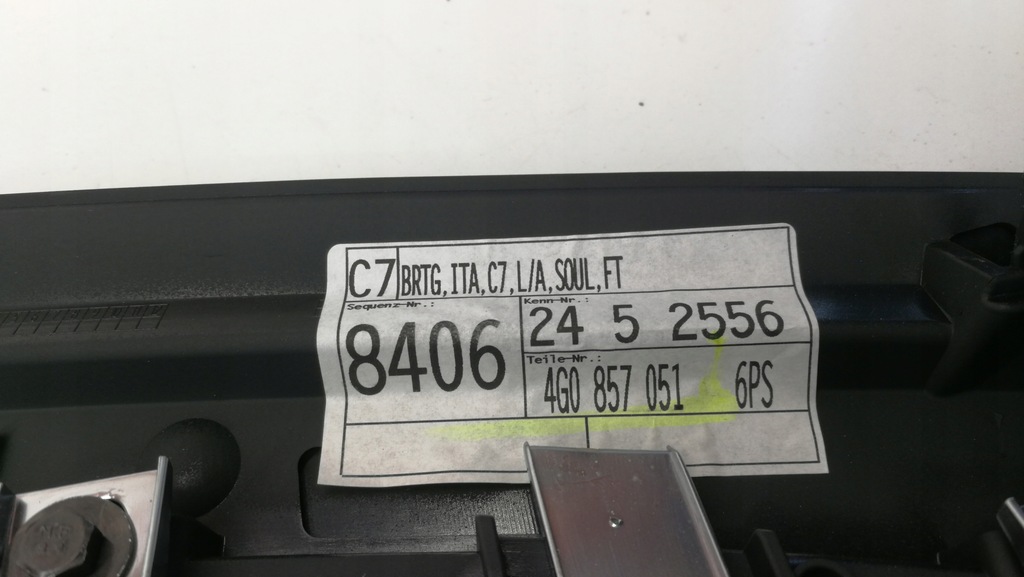 C7 BRTG, ITA, C7, L/A, SOUL, FT
Sequenz-Nr.:
8406
Kenn-Nr.:
24 5 2556
Teile-Nr.:
4G0 857 051 6PS